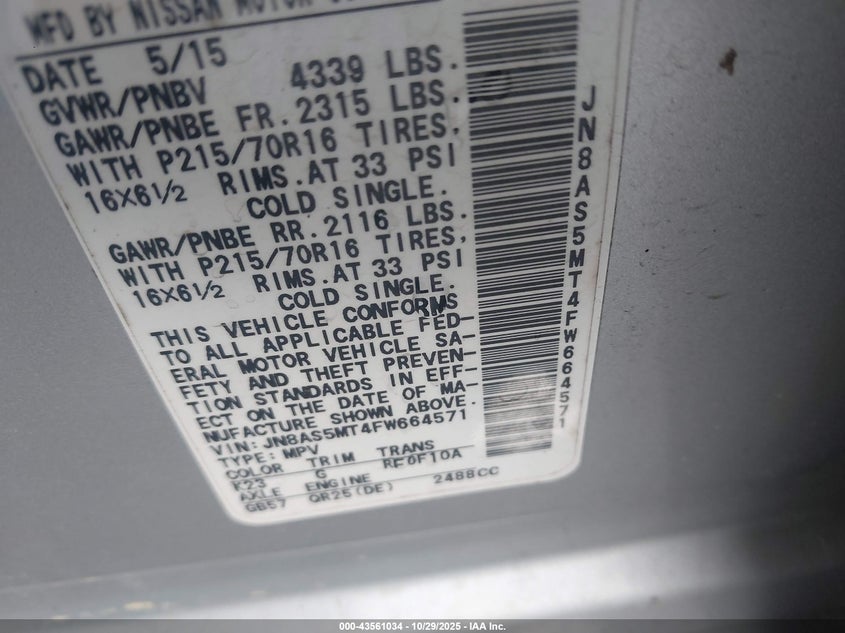 MFD BY NISSAN MOTOR
DATE 5/15
GVWR/PNBV 4339 LBS.
GAWR/PNBE FR. 2315 LBS.
WITH P215/70R16 TIRES,
16X6½ RIMS. AT 33 PSI
COLD SINGLE.
GAWR/PNBE RR. 2116 LBS.
WITH P215/70R16 TIRES,
16X6½ RIMS. AT 33 PSI
COLD SINGLE.
THIS VEHICLE CONFORMS
TO ALL APPLICABLE FED-
ERAL MOTOR VEHICLE SA-
FETY AND THEFT PREVEN-
TION STANDARDS IN EFF-
ECT ON THE DATE OF MA-
NUFACTURE SHOWN ABOVE.
VIN: JN8AS5MT4FW664571
TYPE: MPV
COLOR TRIM TRANS
K23 G RE0F10A
AXLE ENGINE
GB57 QR25(DE) 2488CC
JN8AS5MT4FW664571
000-43561034 | 10/29/2025 - IAA Inc.